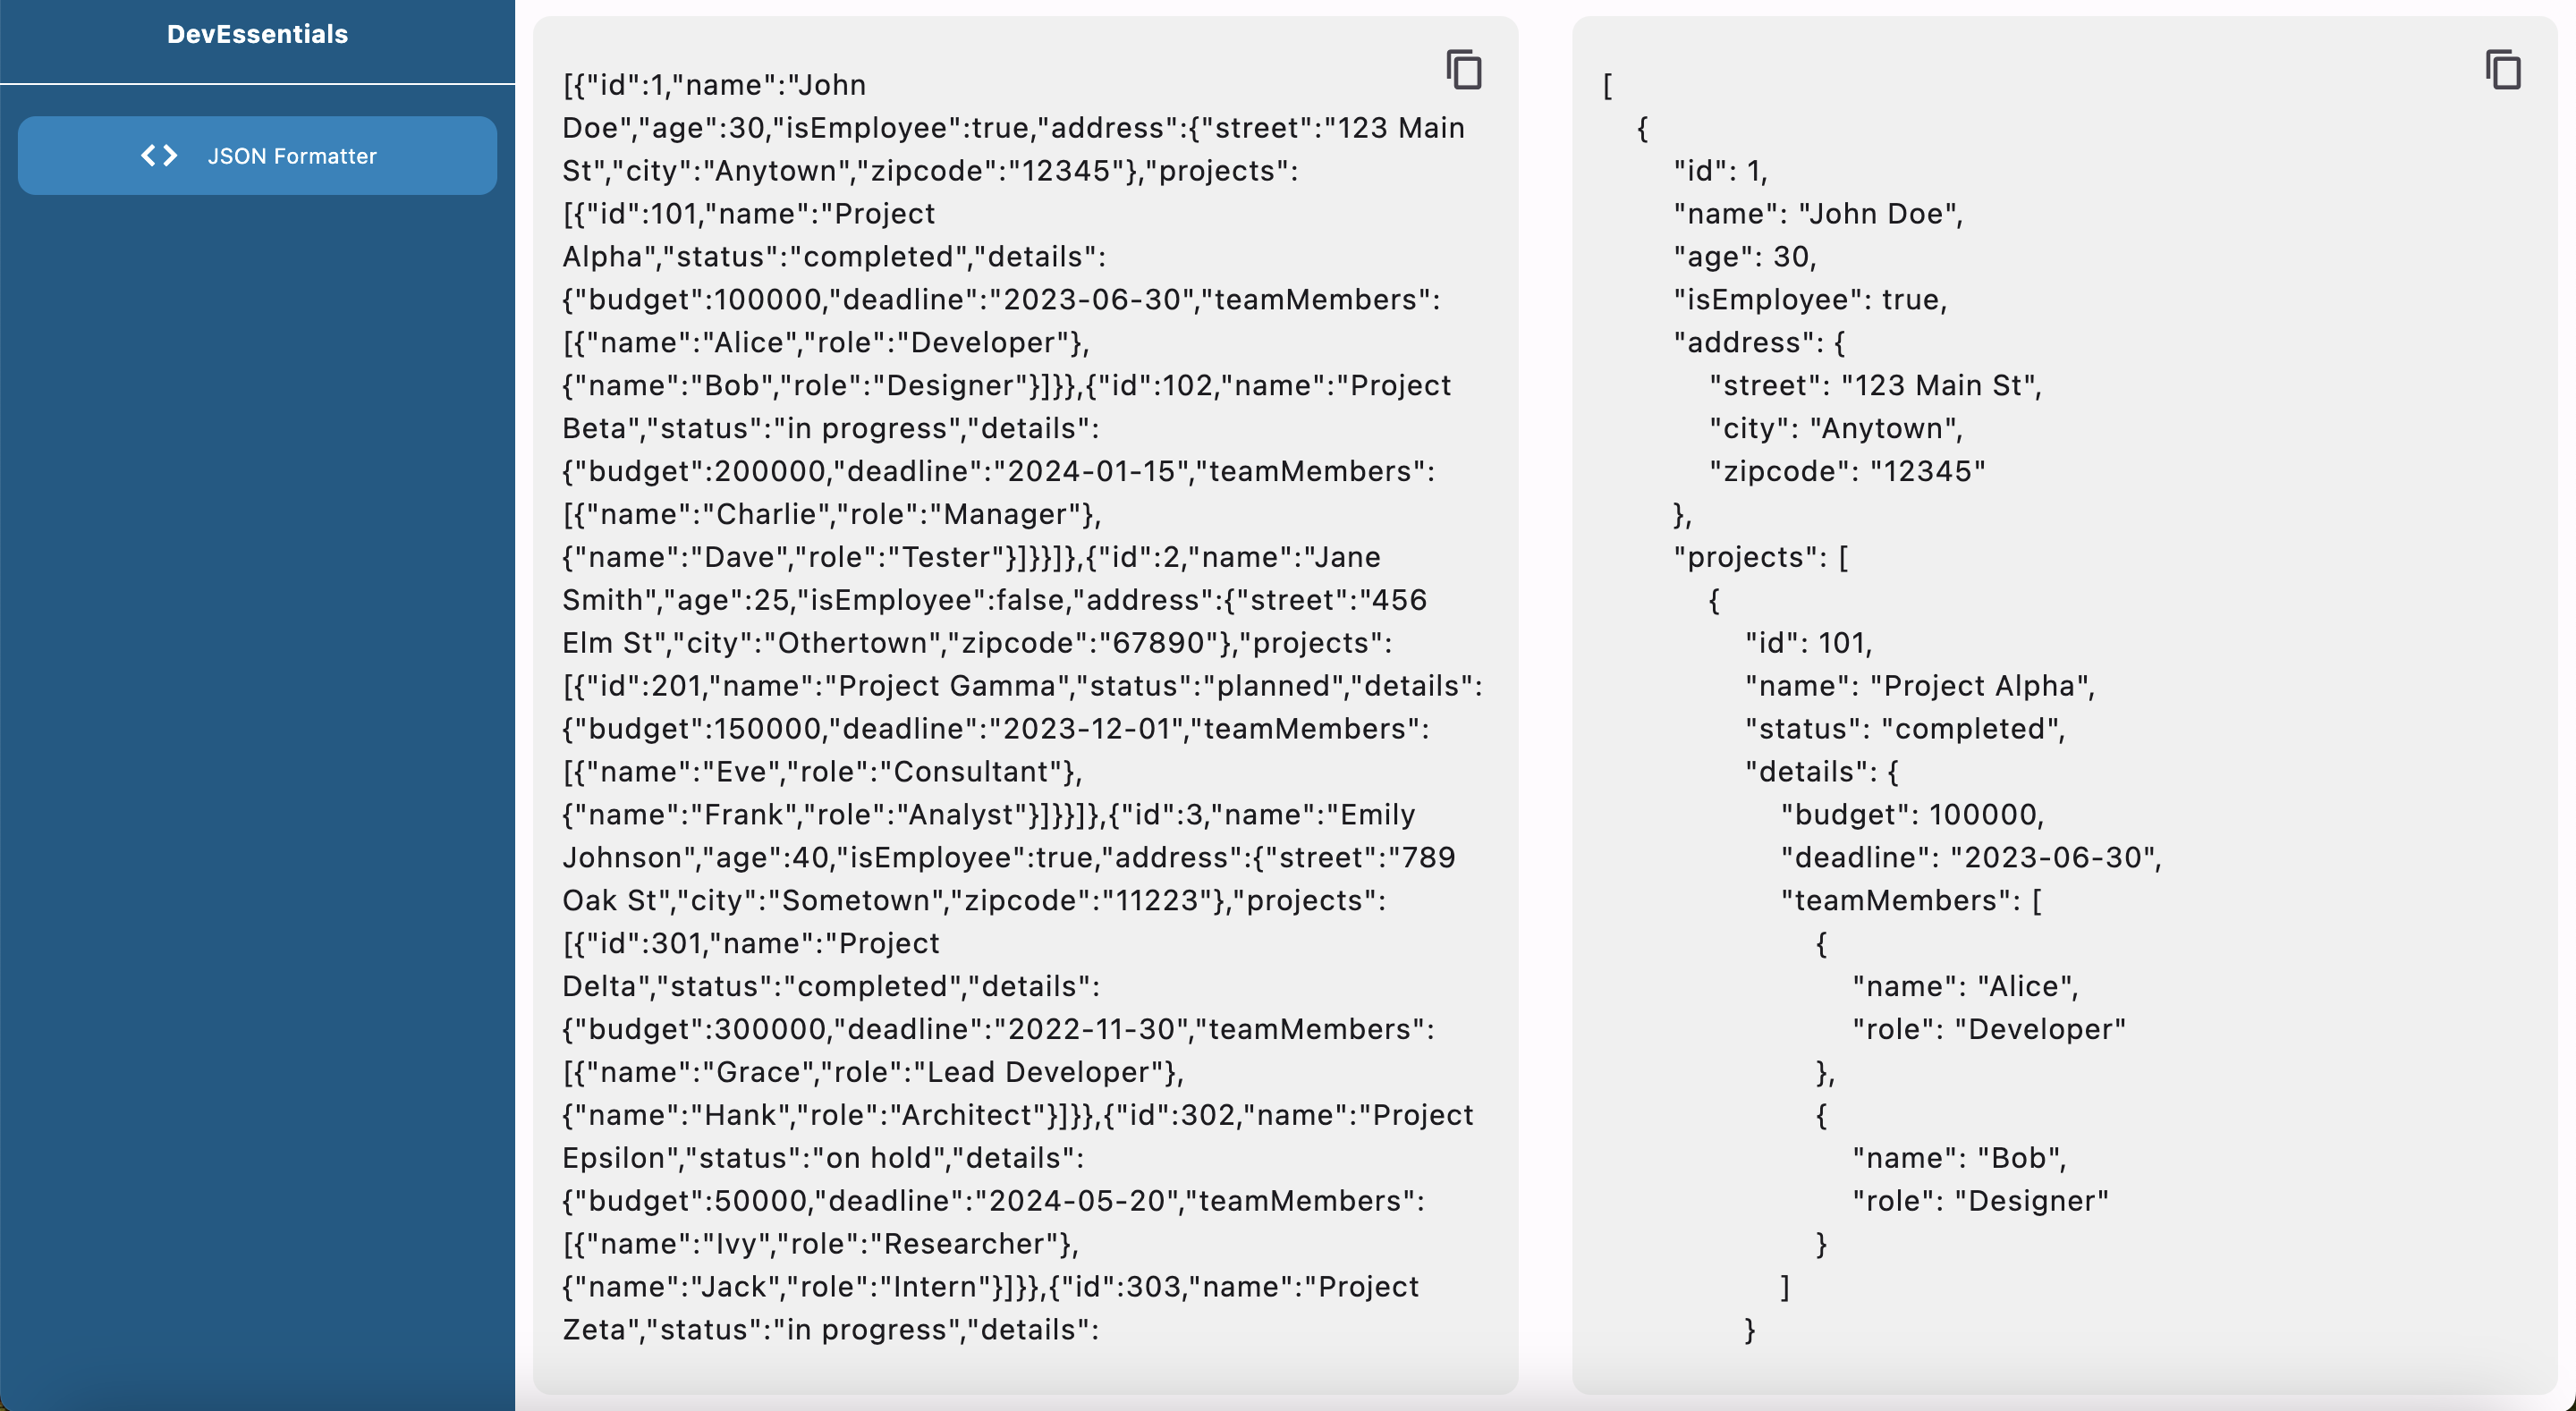 DevEssentials
JSON Formatter
[{"id":1,"name":"John
Doe","age":30,"isEmployee":true,"address":{"street":"123 Main
St","city":"Anytown","zipcode":"12345"},"projects":
[{"id":101,"name":"Project
Alpha","status":"completed","details":
{"budget":100000,"deadline":"2023-06-30","teamMembers":
[{"name":"Alice","role":"Developer"},
{"name":"Bob","role":"Designer"}]}},{"id":102,"name":"Project
Beta","status":"in progress","details":
{"budget":200000,"deadline":"2024-01-15","teamMembers":
[{"name":"Charlie","role":"Manager"},
{"name":"Dave","role":"Tester"}]}}]},{"id":2,"name":"Jane
Smith","age":25,"isEmployee":false,"address":{"street":"456
Elm St","city":"Othertown","zipcode":"67890"},"projects":
[{"id":201,"name":"Project Gamma","status":"planned","details":
{"budget":150000,"deadline":"2023-12-01","teamMembers":
[{"name":"Eve","role":"Consultant"},
{"name":"Frank","role":"Analyst"}]}}]},{"id":3,"name":"Emily
Johnson","age":40,"isEmployee":true,"address":{"street":"789
Oak St","city":"Sometown","zipcode":"11223"},"projects":
[{"id":301,"name":"Project
Delta","status":"completed","details":
{"budget":300000,"deadline":"2022-11-30","teamMembers":
[{"name":"Grace","role":"Lead Developer"},
{"name":"Hank","role":"Architect"}]}},{"id":302,"name":"Project
Epsilon","status":"on hold","details":
{"budget":50000,"deadline":"2024-05-20","teamMembers":
[{"name":"Ivy","role":"Researcher"},
{"name":"Jack","role":"Intern"}]}},{"id":303,"name":"Project
Zeta","status":"in progress","details":
[
{
"id": 1,
"name": "John Doe",
"age": 30,
"isEmployee": true,
"address": {
"street": "123 Main St",
"city": "Anytown",
"zipcode": "12345"
},
"projects": [
{
"id": 101,
"name": "Project Alpha",
"status": "completed",
"details": {
"budget": 100000,
"deadline": "2023-06-30",
"teamMembers": [
{
"name": "Alice",
"role": "Developer"
},
{
"name": "Bob",
"role": "Designer"
}
]
}